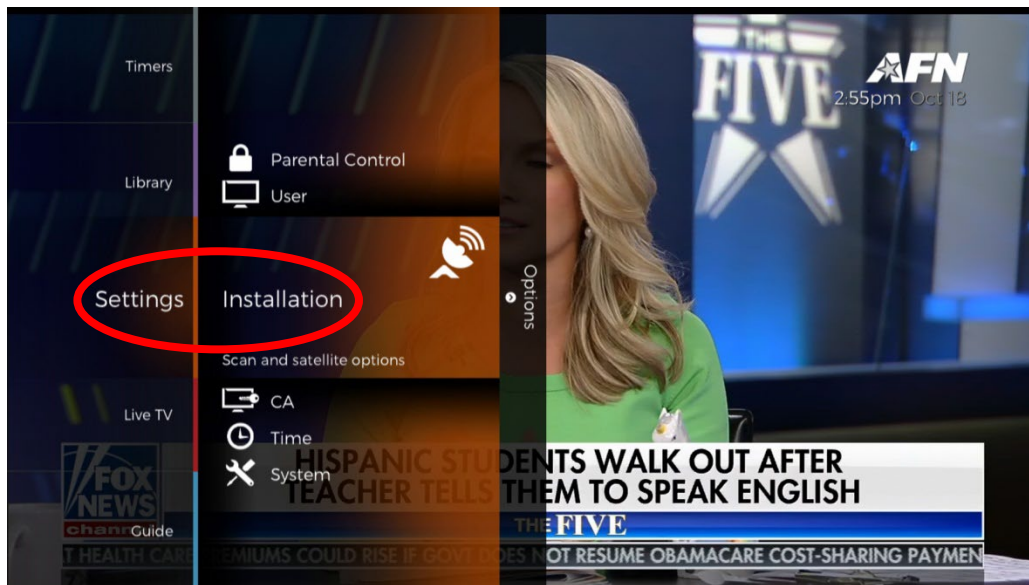 Timers
Library
Settings
Live TV
Guide
Parental Control
User
Installation
Scan and satellite options
CA
Time
System
Options
THE
FIVE
AFN
2:55pm Oct 18
HISPANIC STUDENTS WALK OUT AFTER
TEACHER TELLS THEM TO SPEAK ENGLISH
FOX
NEWS
channel
THE FIVE
T HEALTH CARE PREMIUMS COULD RISE IF GOVT DOES NOT RESUME OBAMACARE COST-SHARING PAYMEN